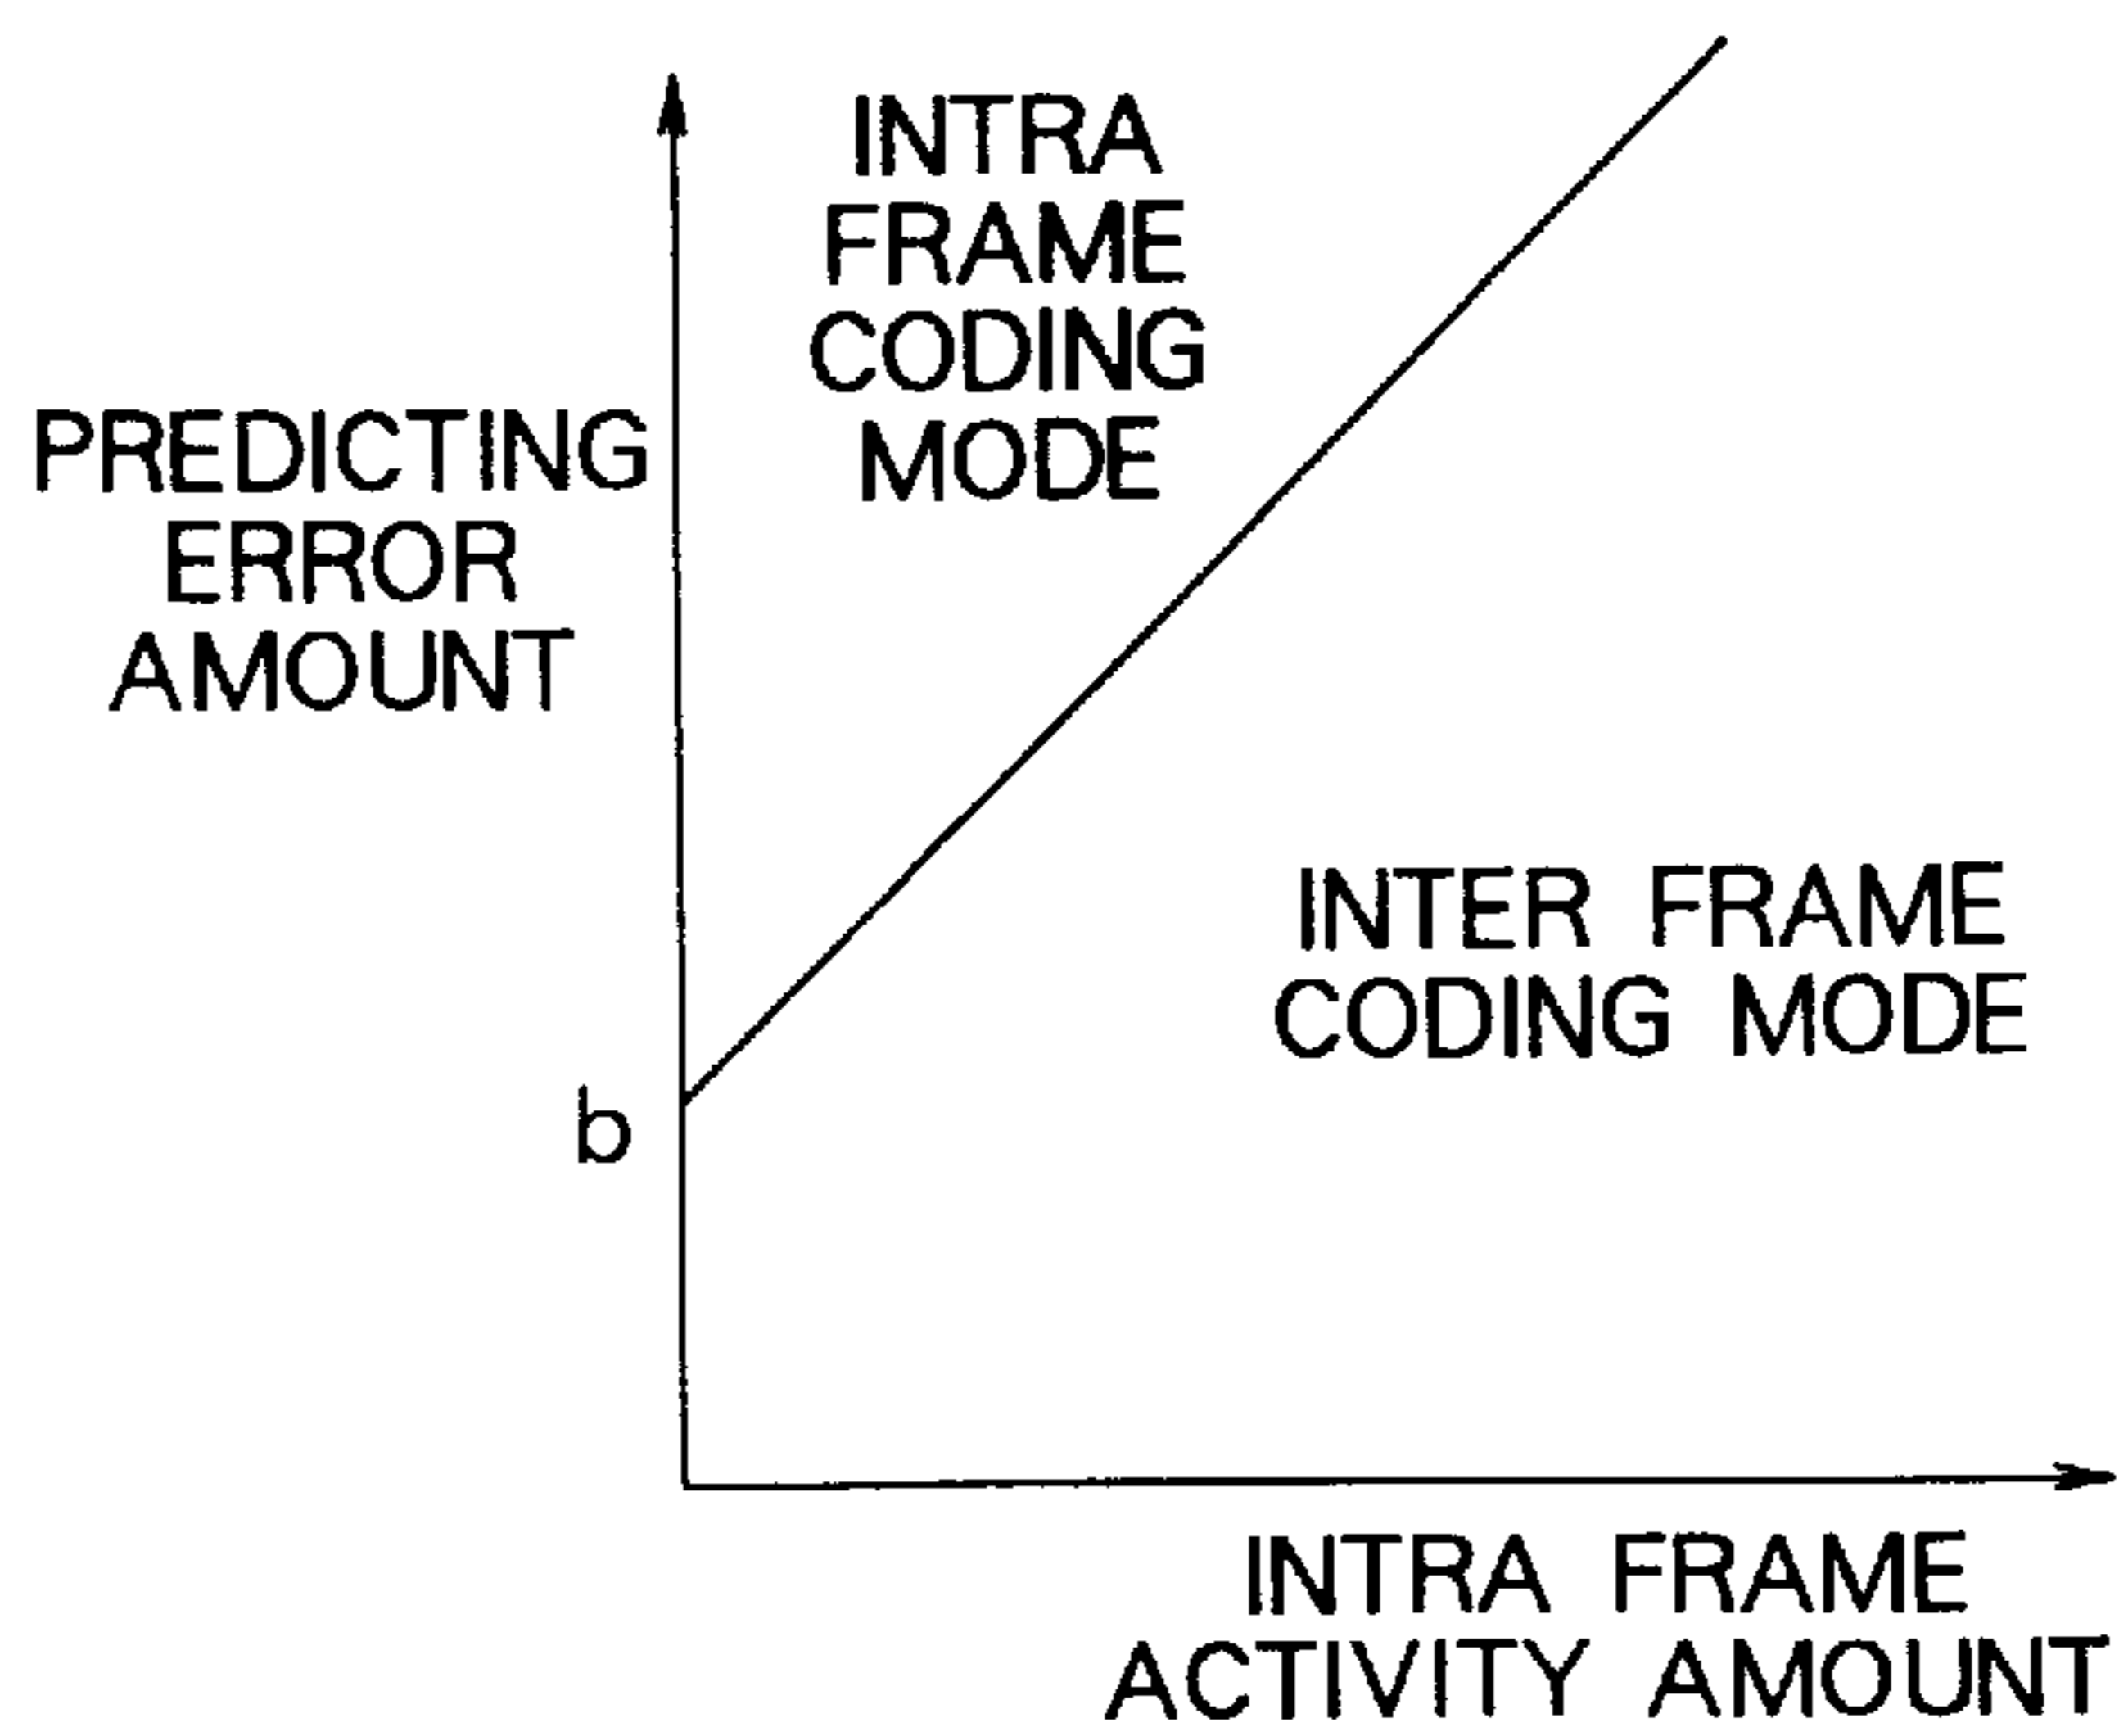 INTRA
FRAME
CODING
MODE
PREDICTING
ERROR
AMOUNT
INTER FRAME
CODING MODE
b
INTRA FRAME
ACTIVITY AMOUNT